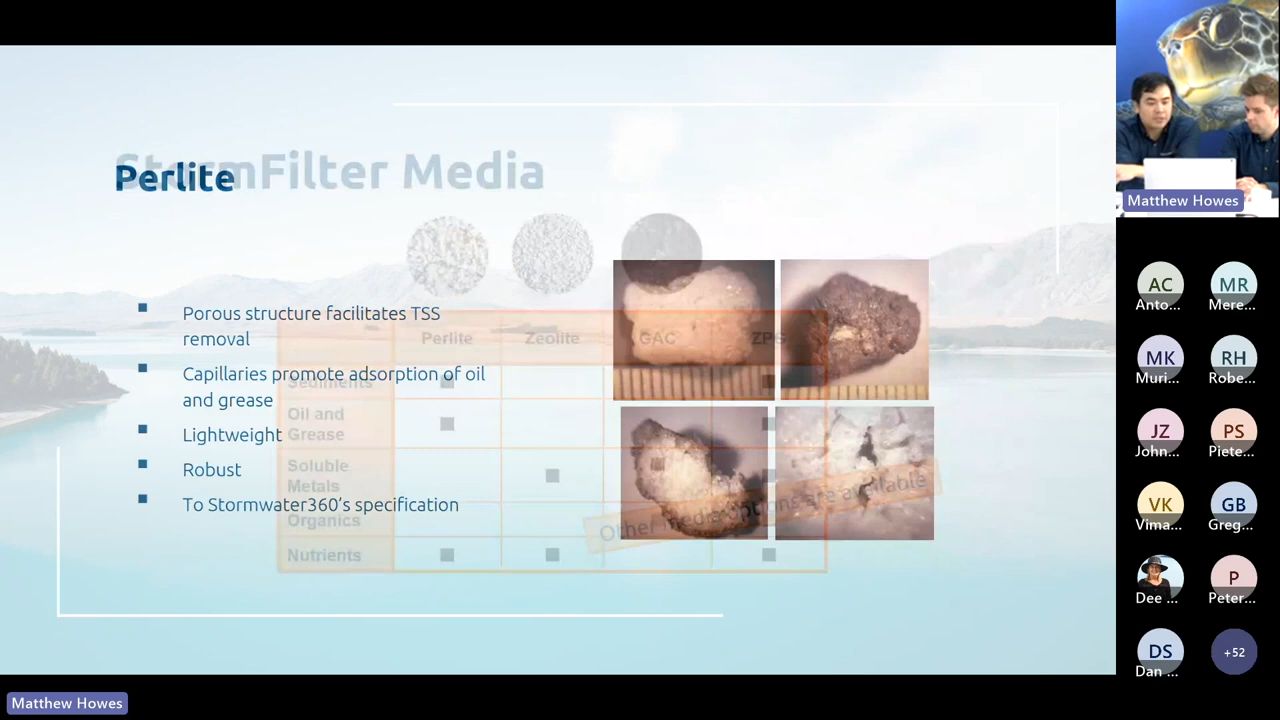 StormFilter Media
Perlite
Porous structure facilitates TSS
removal
Capillaries promote adsorption of oil
and grease
Lightweight
Robust
To Stormwater360's specification
Perlite
Zeolite
GAC
ZPG
Sediments
Oil and
Grease
Soluble
Metals
Organics
Nutrients
Other media options are available
Matthew Howes
AC
Anto...
MR
Mere...
MK
Muri...
RH
Robe...
JZ
John...
PS
Piete...
VK
Vima...
GB
Greg...
Dee ...
P
Peter...
DS
Dan ...
+52
Matthew Howes